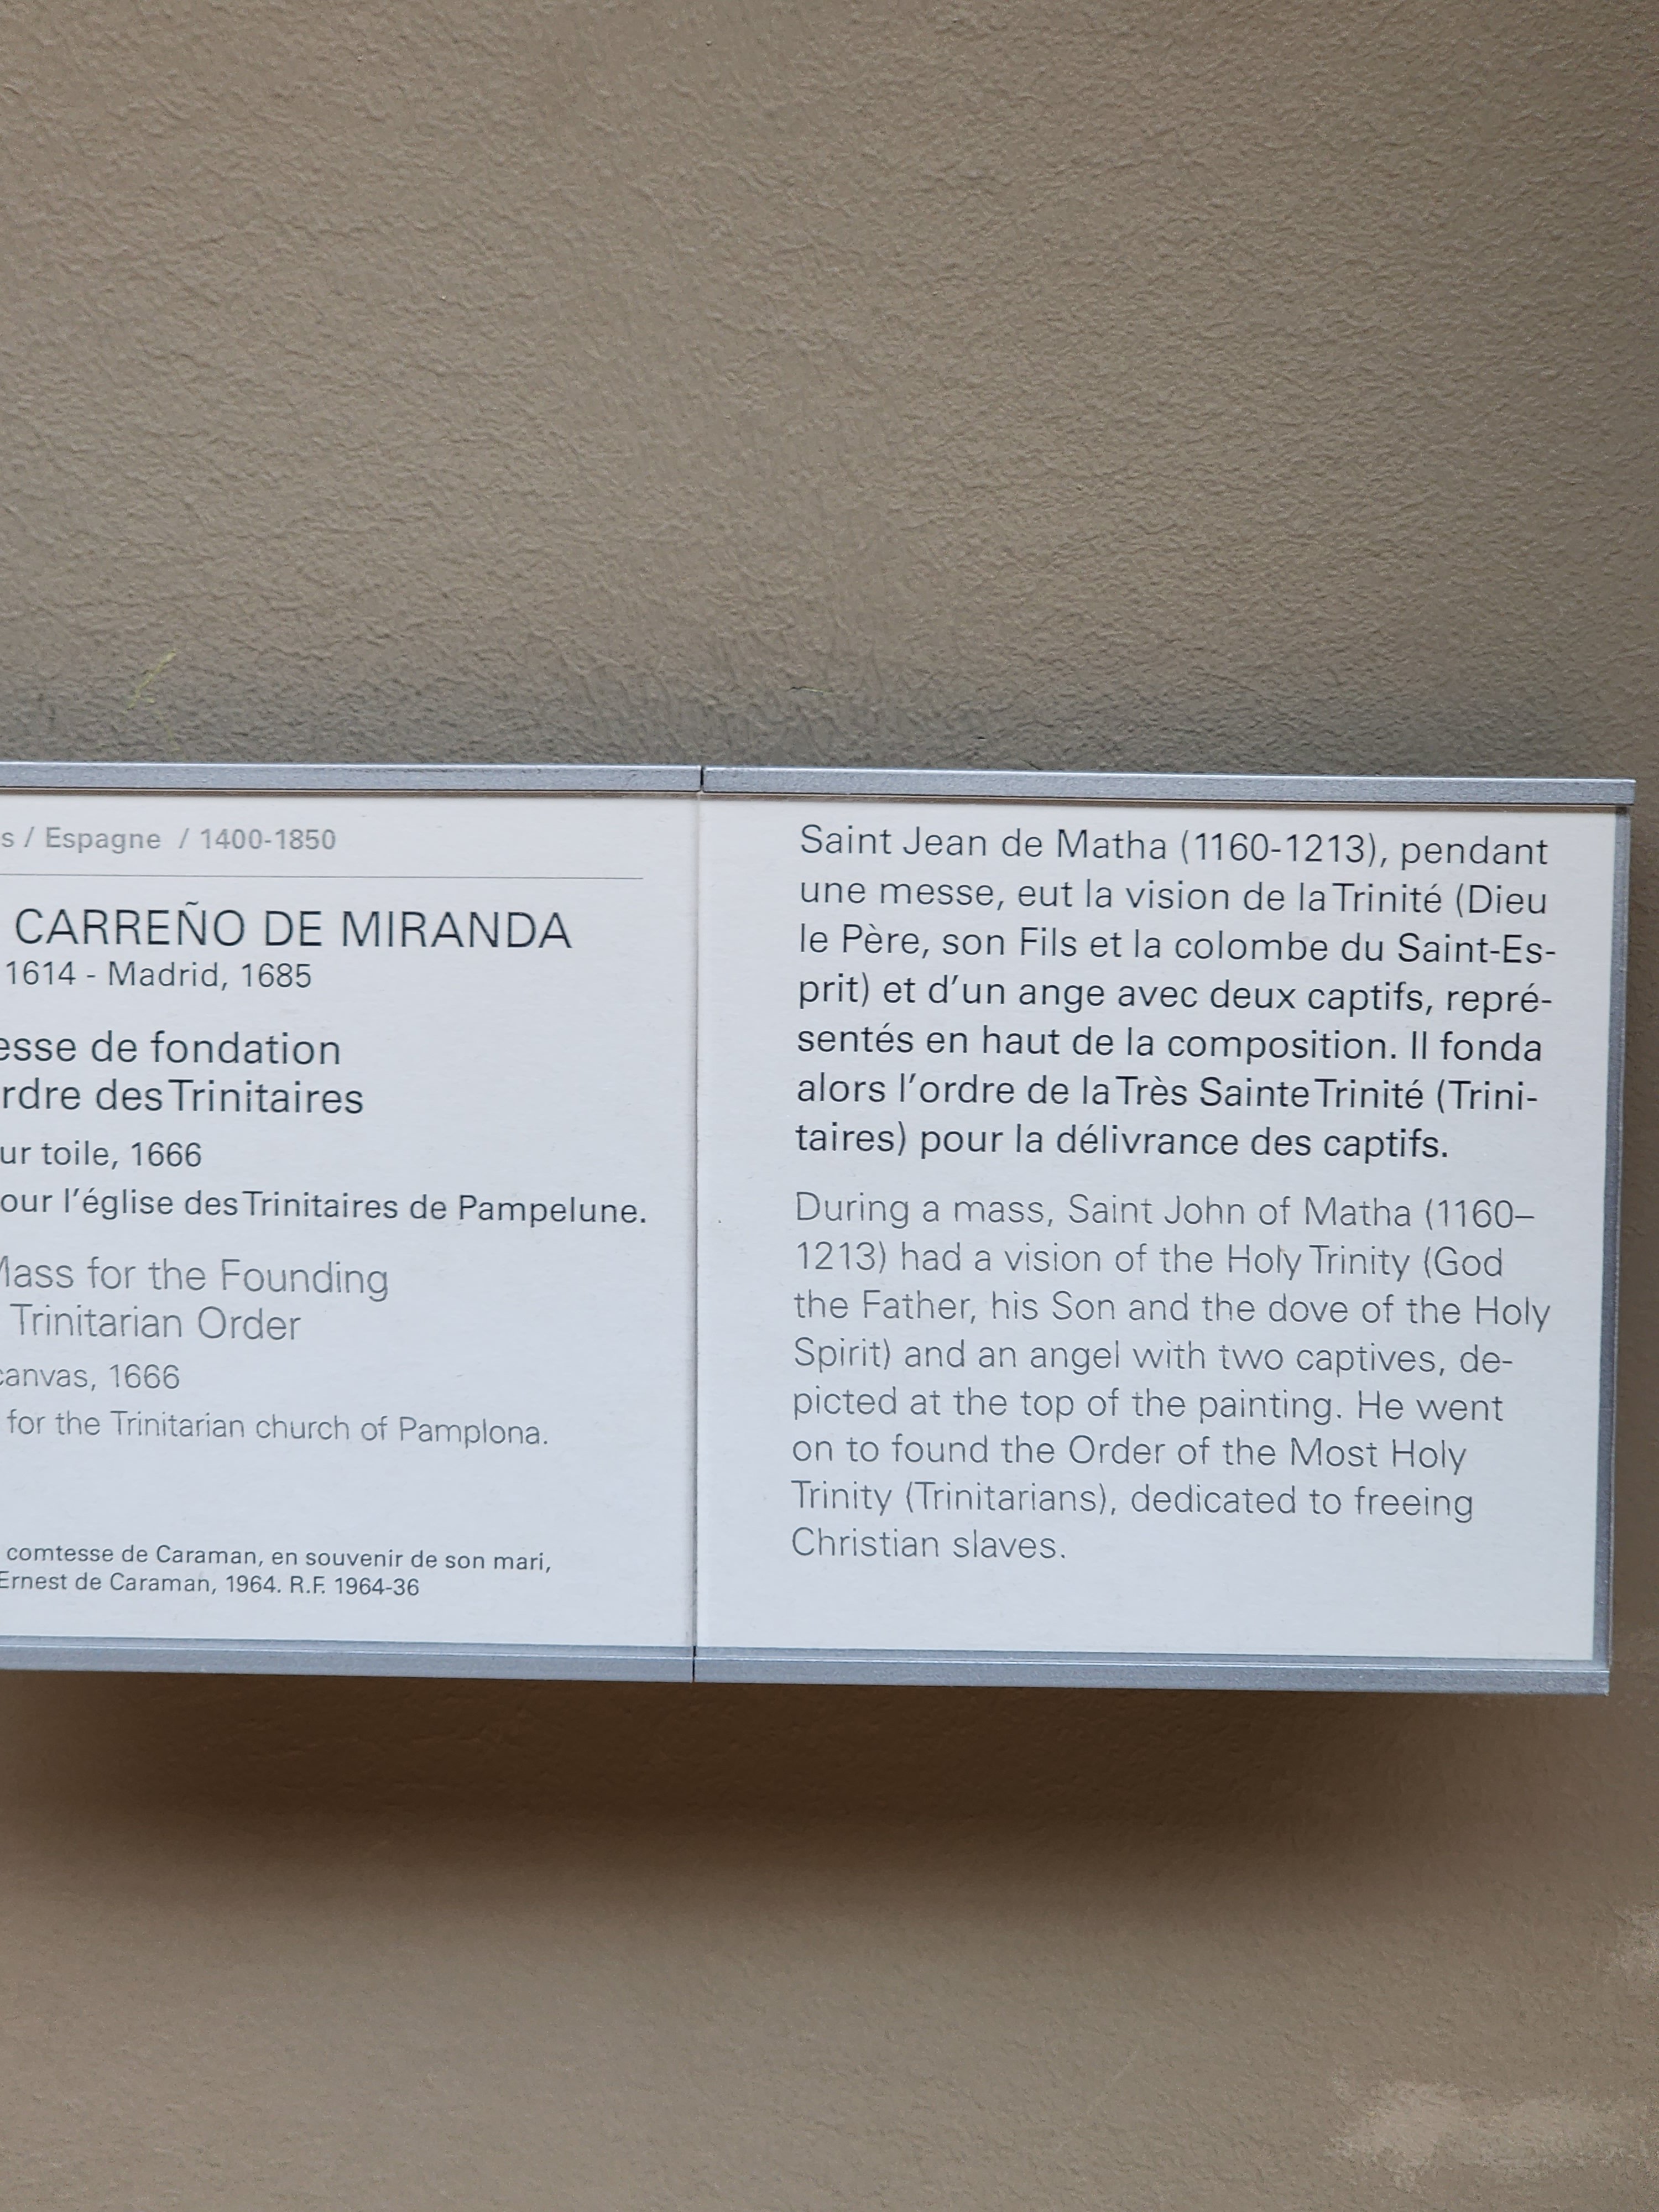 s / Espagne / 1400-1850
CARREÑO DE MIRANDA
1614 - Madrid, 1685
esse de fondation
rdre des Trinitaires
ur toile, 1666
our l'église des Trinitaires de Pampelune.
Mass for the Founding
Trinitarian Order
canvas, 1666
for the Trinitarian church of Pamplona.
comtesse de Caraman, en souvenir de son mari,
Ernest de Caraman, 1964. R.F. 1964-36
Saint Jean de Matha (1160-1213), pendant
une messe, eut la vision de la Trinité (Dieu
le Père, son Fils et la colombe du Saint-Es-
prit) et d'un ange avec deux captifs, repré-
sentés en haut de la composition. Il fonda
alors l'ordre de la Très Sainte Trinité (Trini-
taires) pour la délivrance des captifs.
During a mass, Saint John of Matha (1160–
1213) had a vision of the Holy Trinity (God
the Father, his Son and the dove of the Holy
Spirit) and an angel with two captives, de-
picted at the top of the painting. He went
on to found the Order of the Most Holy
Trinity (Trinitarians), dedicated to freeing
Christian slaves.